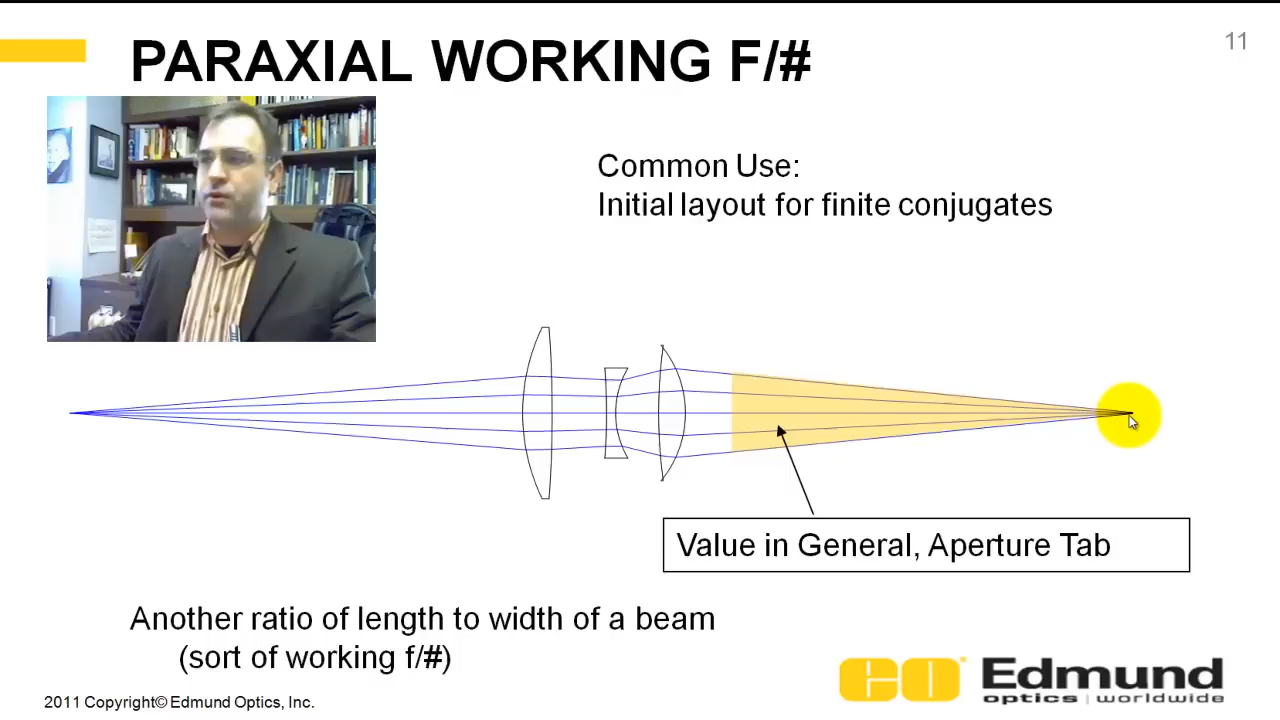 PARAXIAL WORKING F/#
11
Common Use:
Initial layout for finite conjugates
Value in General, Aperture Tab
Another ratio of length to width of a beam
(sort of working f/#)
2011 Copyright© Edmund Optics, Inc.
EO Edmund
optics | worldwide